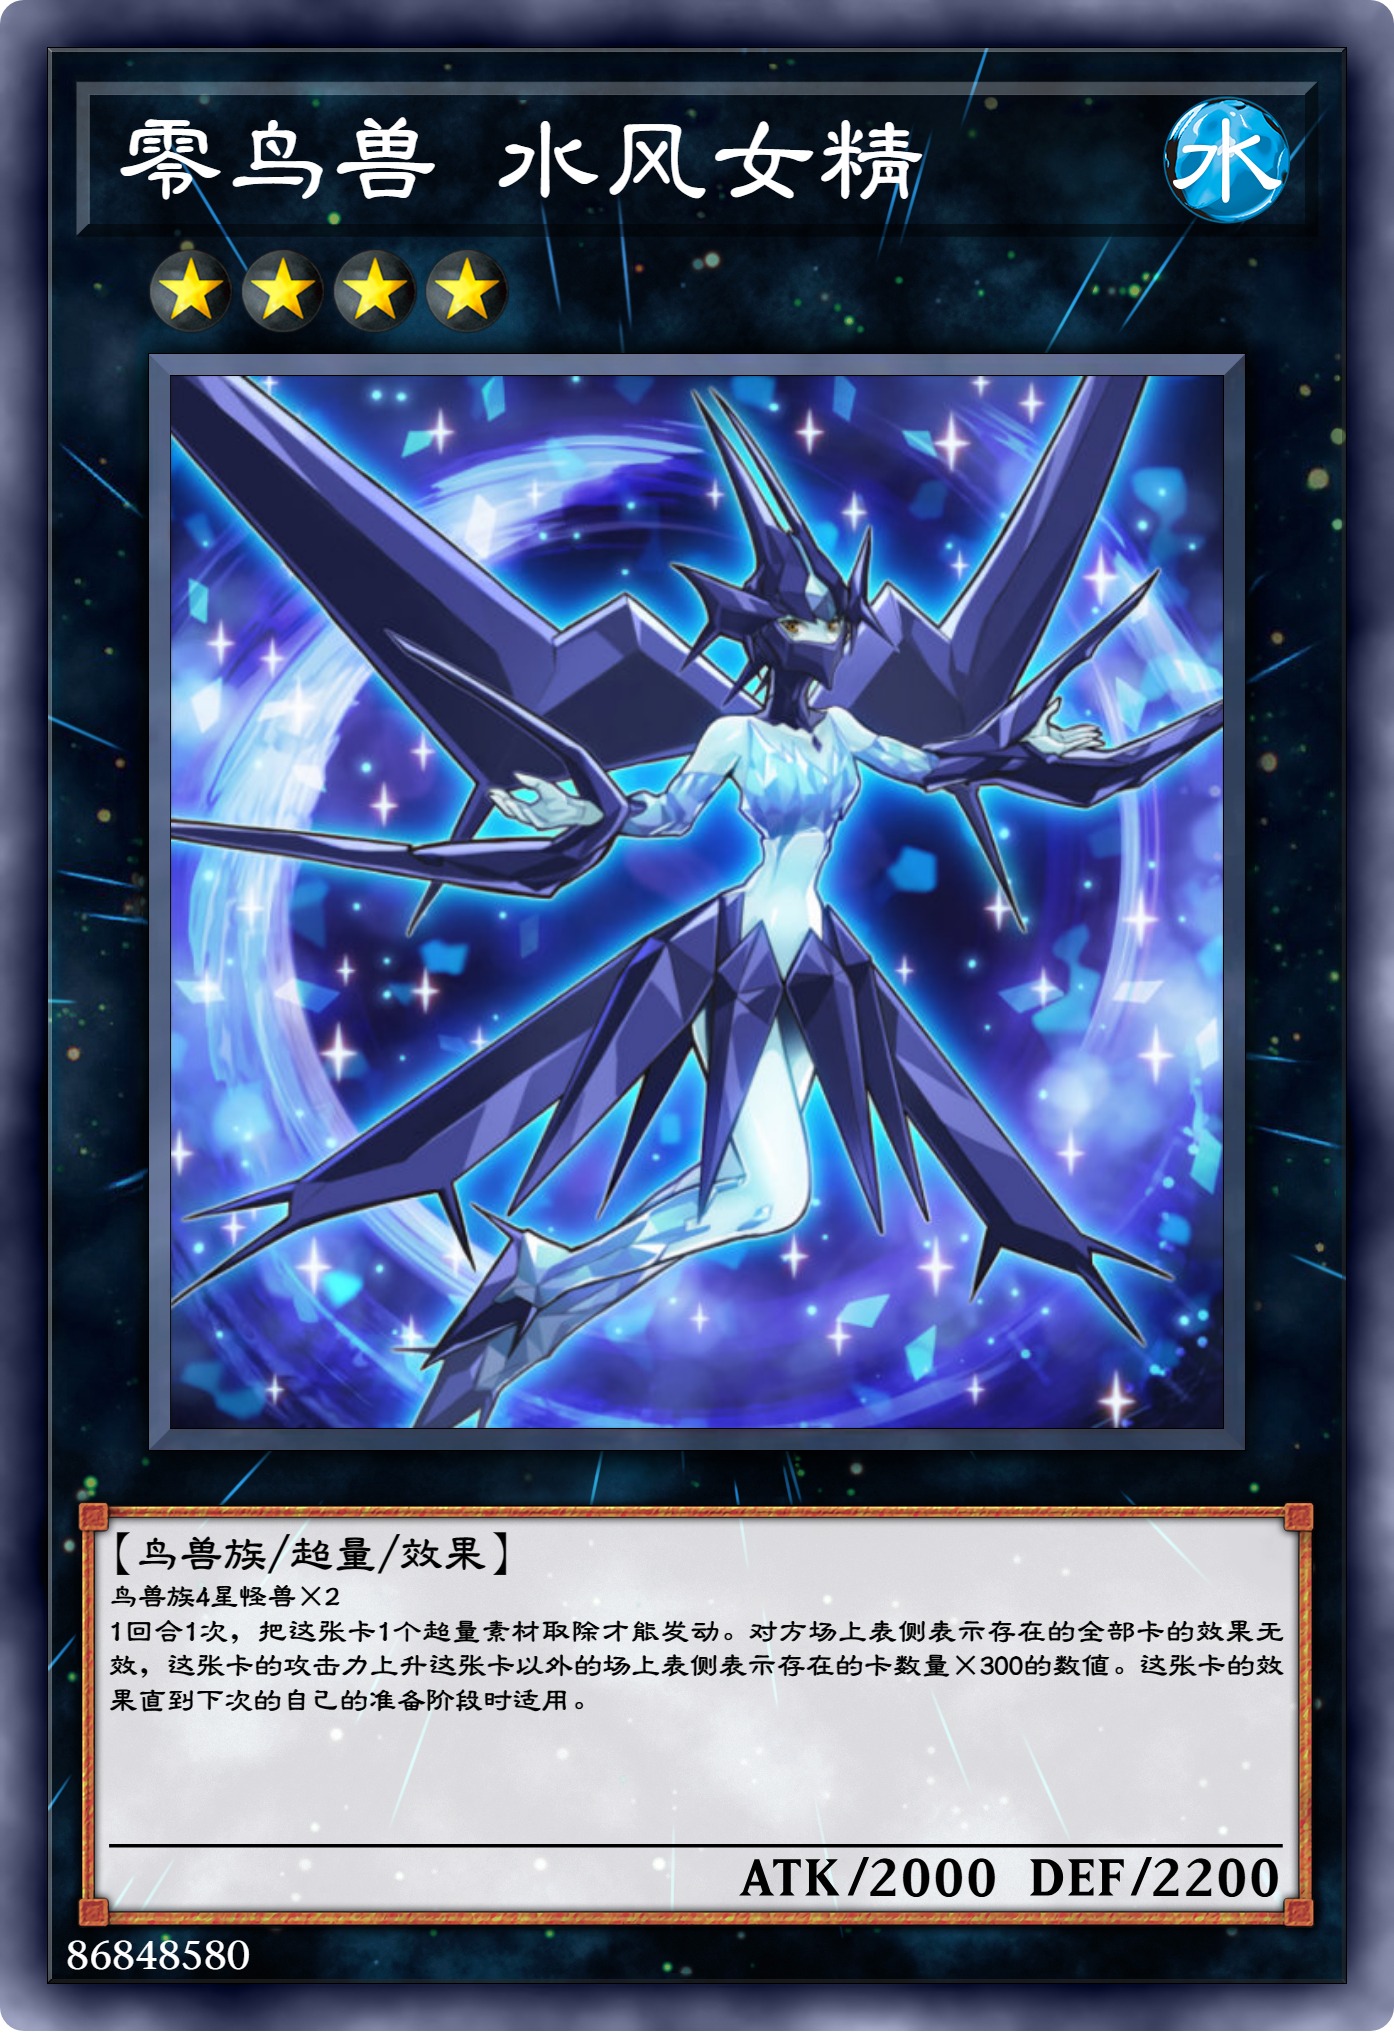 零鸟兽 水风女精
水
【鸟兽族/超量/效果】
鸟兽族4星怪兽×2
1回合1次，把这张卡1个超量素材取除才能发动。对方场上表侧表示存在的全部卡的效果无
效，这张卡的攻击力上升这张卡以外的场上表侧表示存在的卡数量×300的数值。这张卡的效
果直到下次的自己的准备阶段时适用。
ATK/2000 DEF/2200
86848580